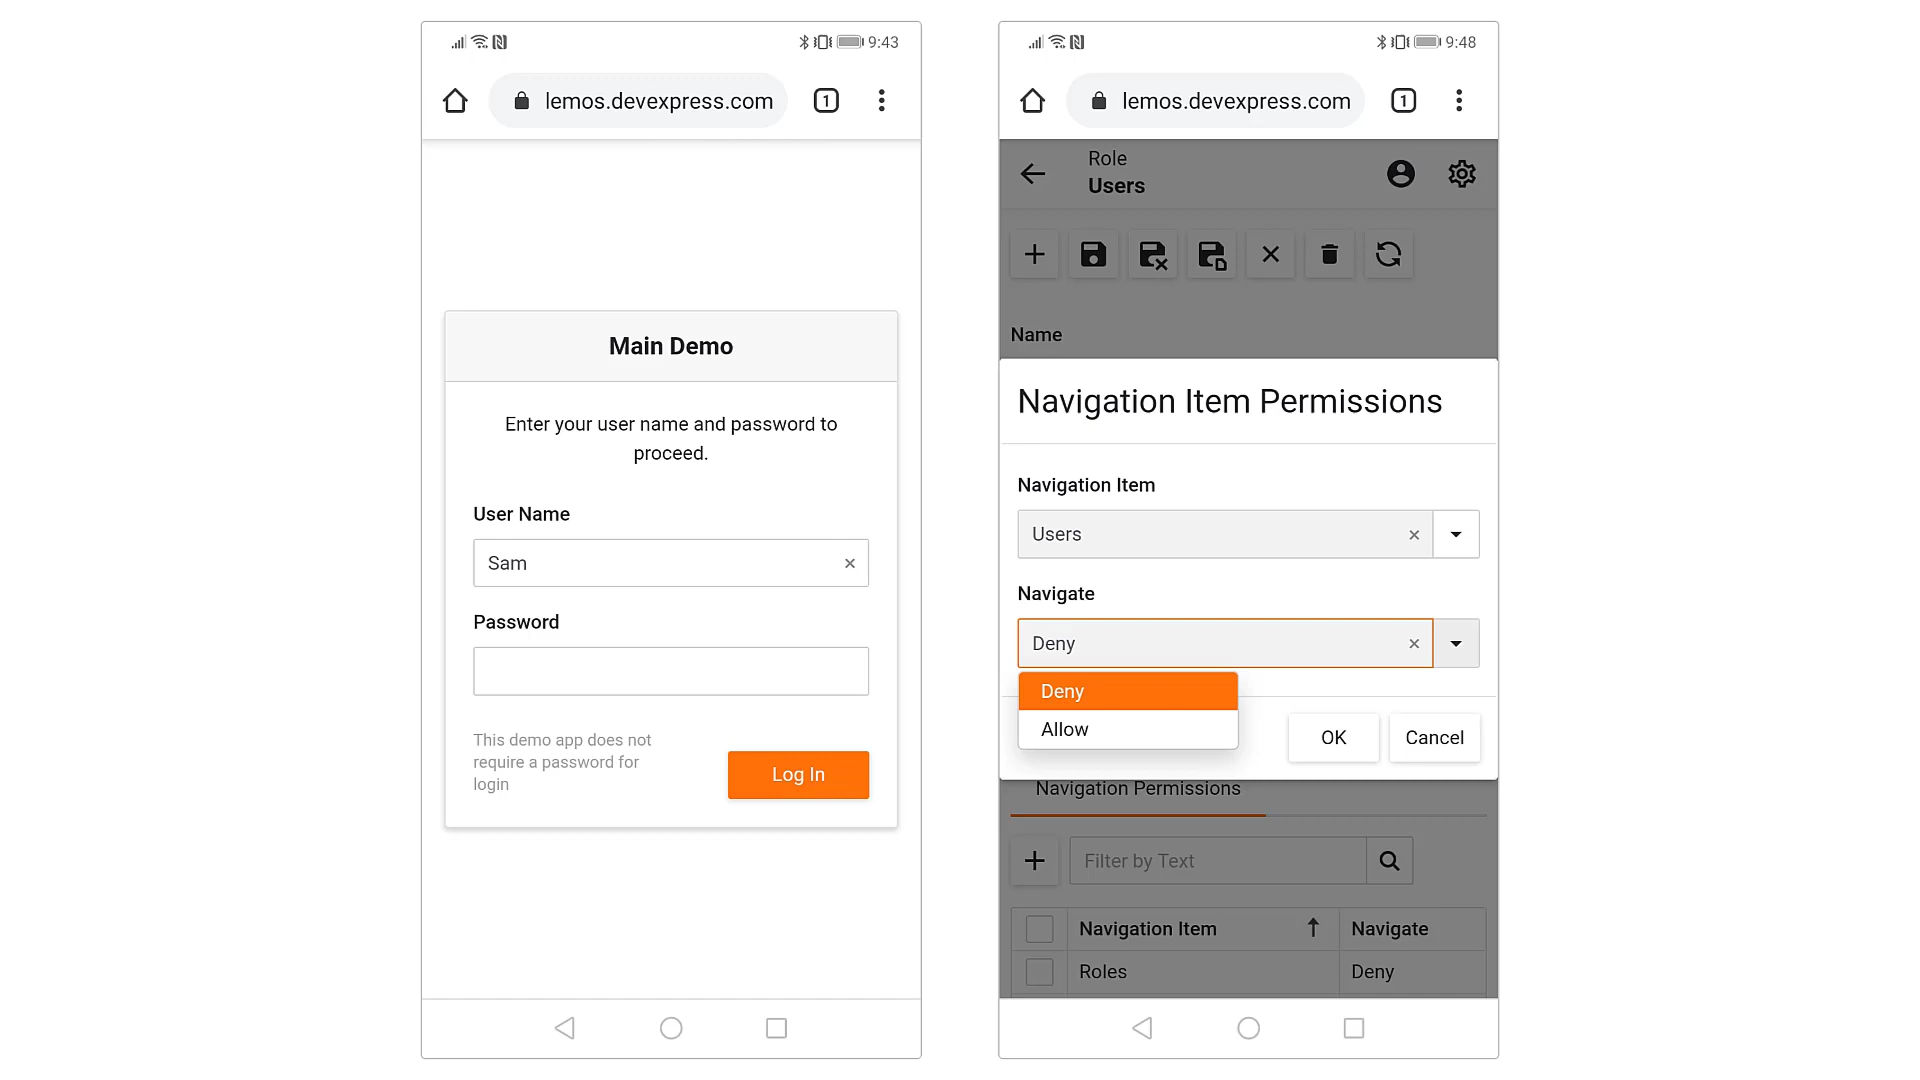 9:43
lemos.devexpress.com
1
Main Demo
Enter your user name and password to
proceed.
User Name
Sam
Password
This demo app does not
require a password for
login
Log In
9:48
lemos.devexpress.com
1
Role
Users
Name
Navigation Item Permissions
Navigation Item
Users
Navigate
Deny
Deny
Allow
OK
Cancel
Navigation Permissions
Filter by Text
Navigation Item
Navigate
Roles
Deny